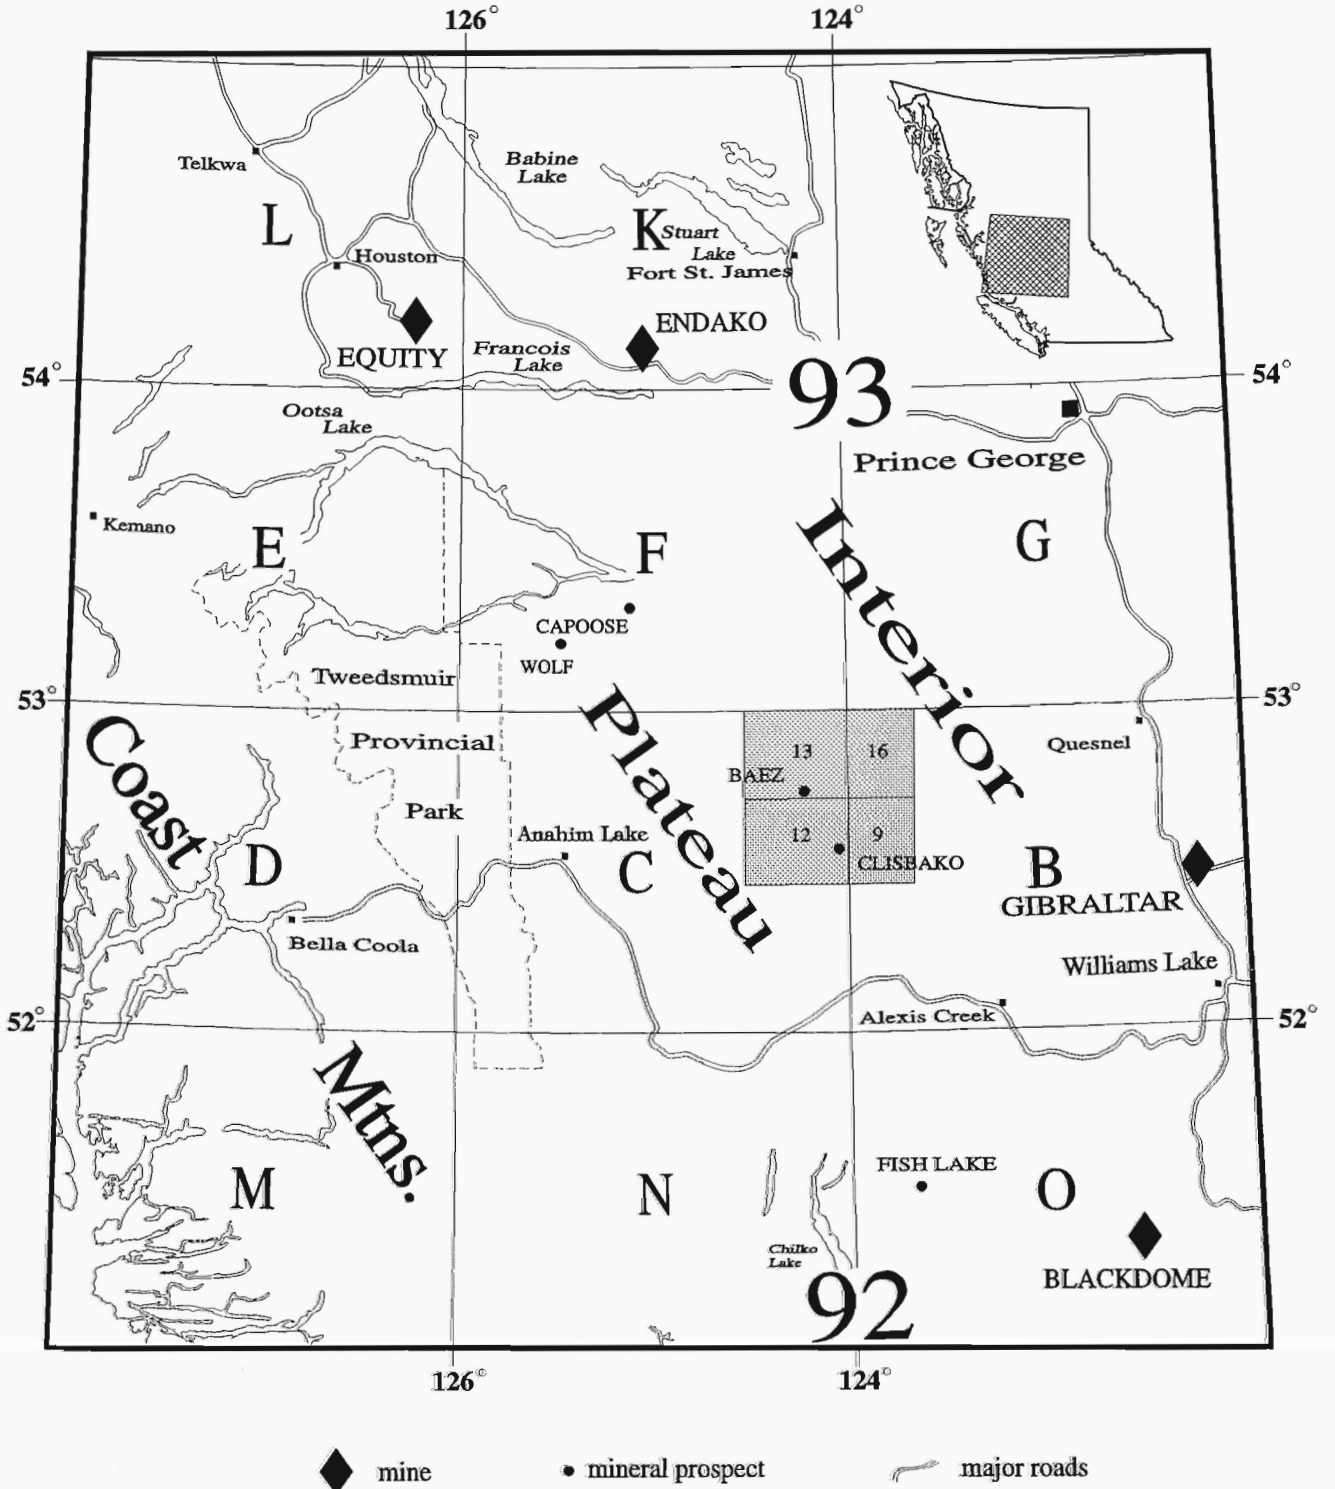 126° 124°
Telkwa
Babine
Lake
L
K
Stuart
Lake
Houston
Fort St. James
ENDAKO
EQUITY
Francois
Lake
54° 54°
93
Ootsa
Lake
Prince George
Kemano
E
F
Interior
G
CAPOOSE
WOLF
Tweedsmuir
53° 53°
Plateau
Coast
Provincial
13 16
Quesnel
BAEZ
Park
Anahim Lake
12 9
D
C
CLISBAKO
B
GIBRALTAR
Bella Coola
Williams Lake
52° 52°
Alexis Creek
Mtns.
FISH LAKE
M
N
O
Chilko
Lake
BLACKDOME
92
126° 124°
mine mineral prospect major roads